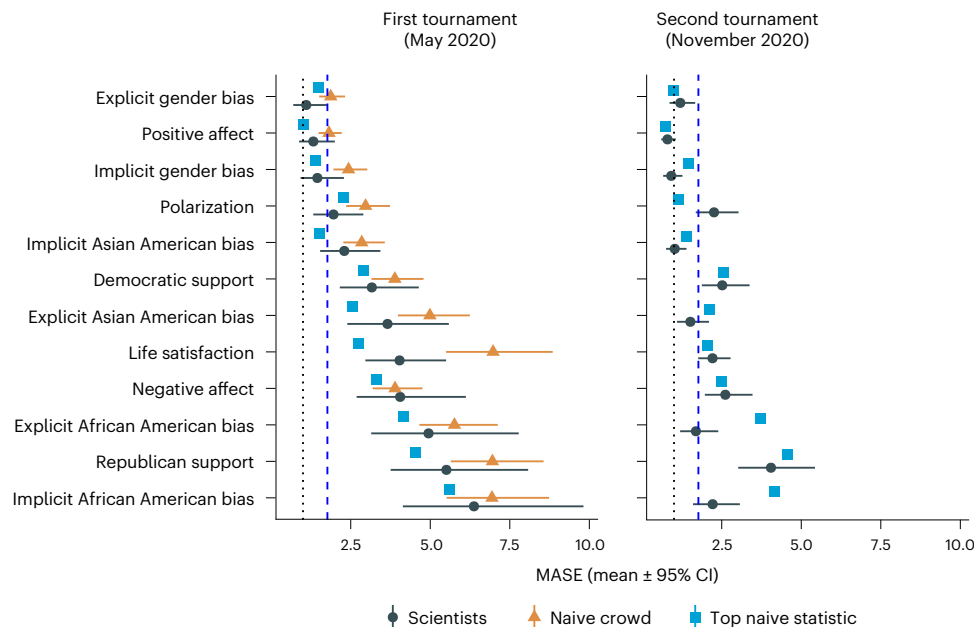 First tournament
(May 2020)
Second tournament
(November 2020)
Explicit gender bias
Positive affect
Implicit gender bias
Polarization
Implicit Asian American bias
Democratic support
Explicit Asian American bias
Life satisfaction
Negative affect
Explicit African American bias
Republican support
Implicit African American bias
2.5 5.0 7.5 10.0 2.5 5.0 7.5 10.0
MASE (mean ± 95% CI)
Scientists Naive crowd Top naive statistic